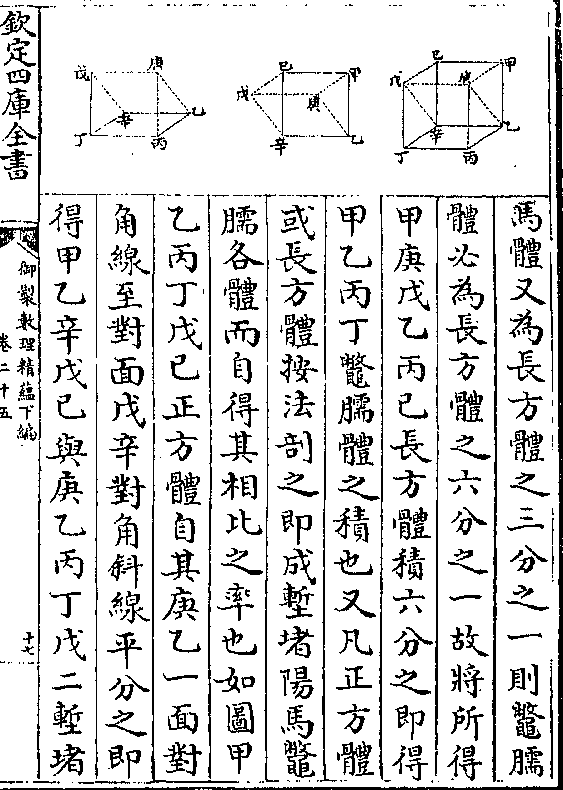 甲
巳
庚
戊
乙
辛
丙
丁
甲
巳
戊
庚
乙
辛
庚
戊
乙
辛
丙
丁
馬體又為長方體之三分之一則鼈臑
體必為長方體之六分之一故將所得
甲庚戊乙丙巳長方體積六分之即得
甲乙丙丁鼈臑體之積也又凡正方體
或長方體按法剖之即成塹堵陽馬鼈
臑各體而自得其相比之率也如圖甲
乙丙丁戊巳正方體自其庚乙一面對
角線至對面戊辛對角斜線平分之即
得甲乙辛戊巳與庚乙丙丁戊二塹堵
欽定四庫全書
御製數理精蘊下編
卷二十五
十七